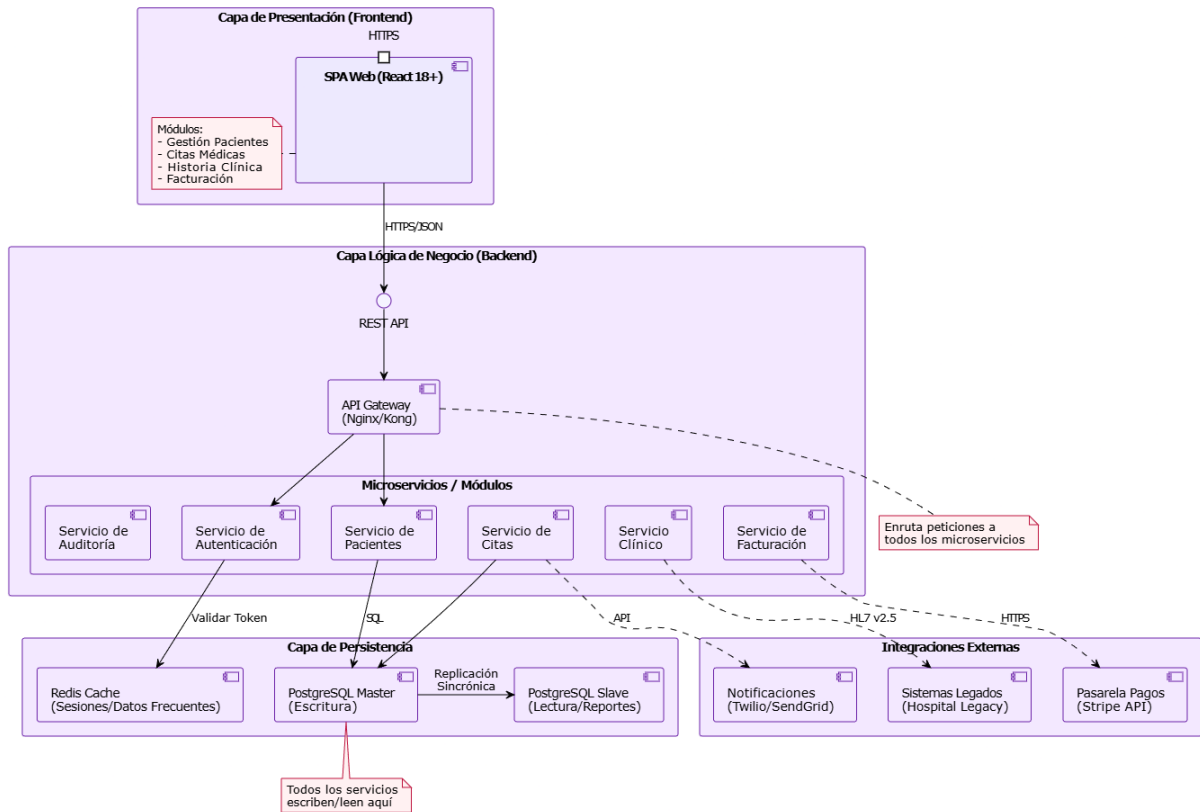 Capa de Presentación (Frontend)
HTTPS
SPA Web (React 18+)
Módulos:
- Gestión Pacientes
- Citas Médicas
- Historia Clínica
- Facturación
HTTPS/JSON
Capa Lógica de Negocio (Backend)
REST API
API Gateway
(Nginx/Kong)
Microservicios / Módulos
Servicio de
Auditoría
Servicio de
Autenticación
Servicio de
Pacientes
Servicio de
Citas
Servicio
Clínico
Servicio de
Facturación
Enruta peticiones a
todos los microservicios
Validar Token
SQL
API
HL7 v2.5
HTTPS
Capa de Persistencia
Redis Cache
(Sesiones/Datos Frecuentes)
PostgreSQL Master
(Escritura)
Replicación
Sincrónica
PostgreSQL Slave
(Lectura/Reportes)
Integraciones Externas
Notificaciones
(Twilio/SendGrid)
Sistemas Legados
(Hospital Legacy)
Pasarela Pagos
(Stripe API)
Todos los servicios
escriben/leen aquí